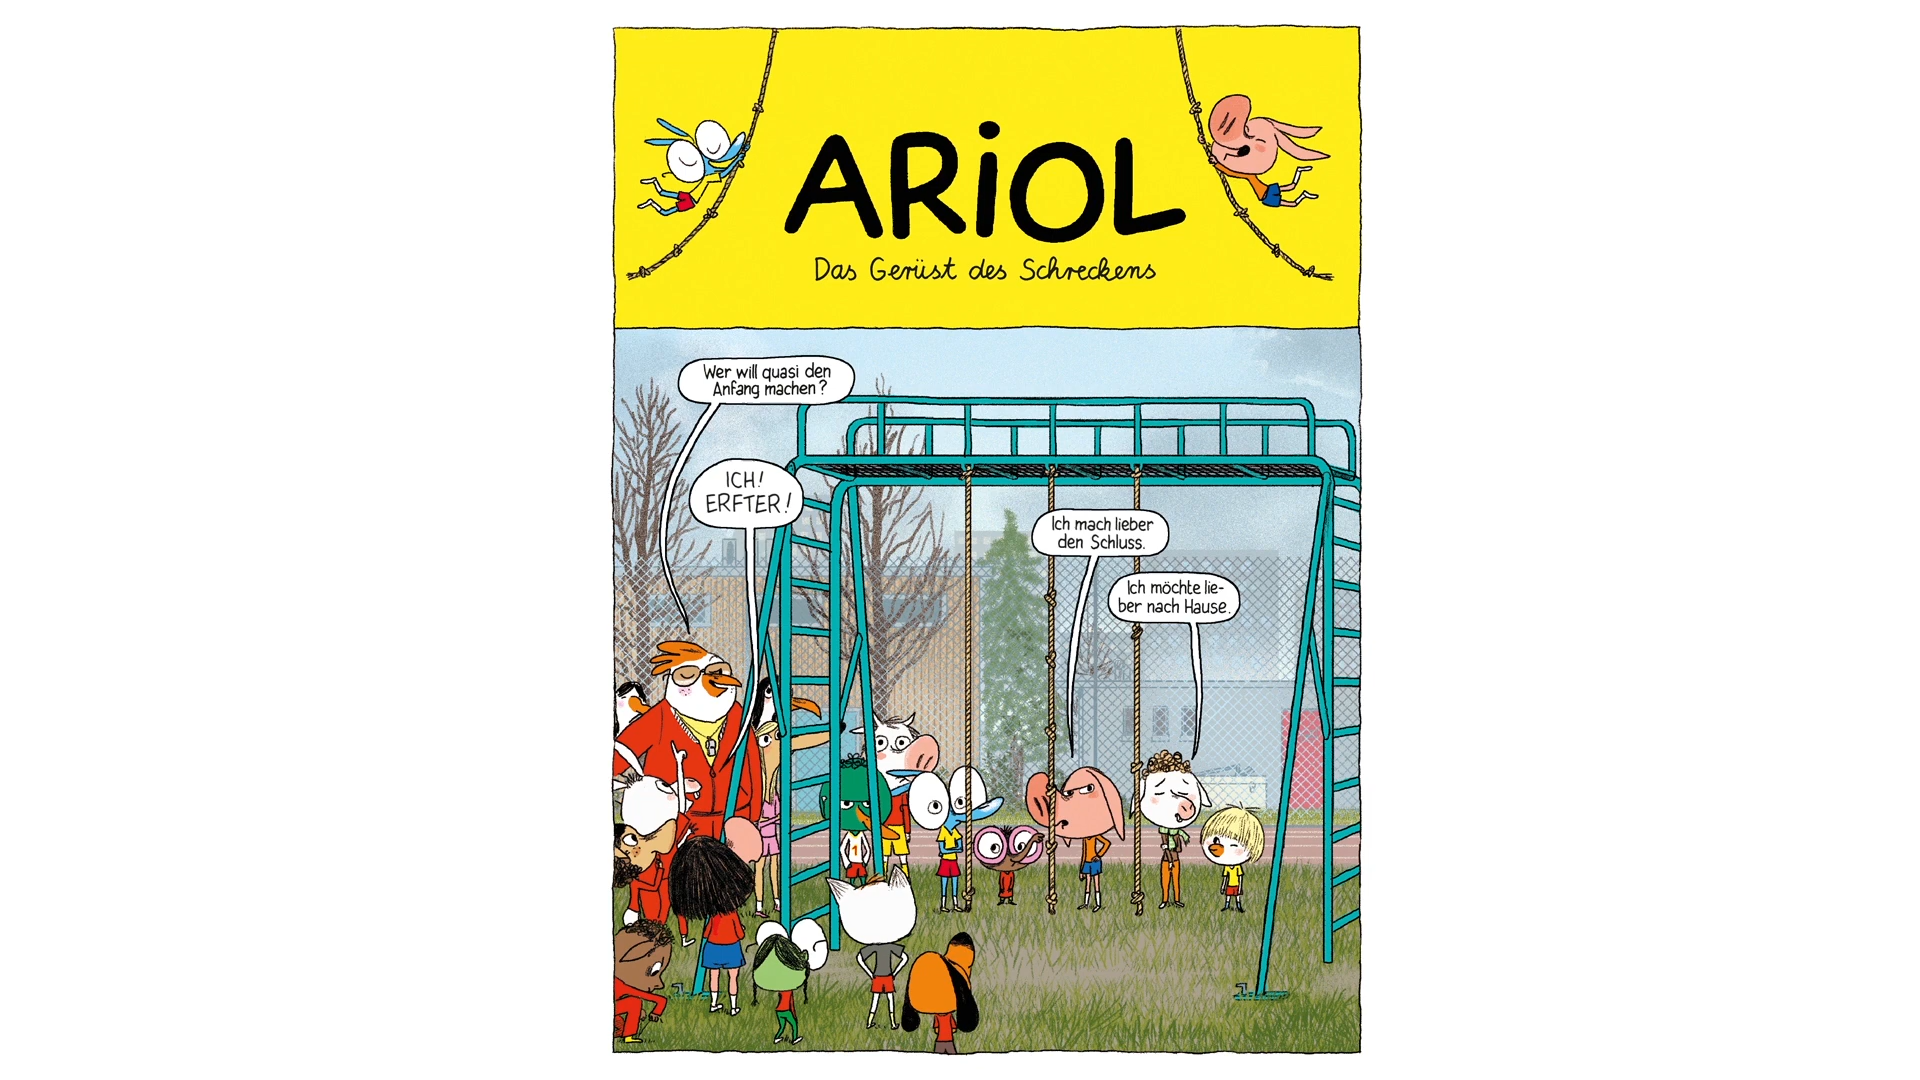 ARiOL
Das Gerüst des Schreckens
Wer will quasi den
Anfang machen?
ICH!
ERFTER!
Ich mach lieber
den Schluss.
Ich möchte lie-
ber nach Hause.
1